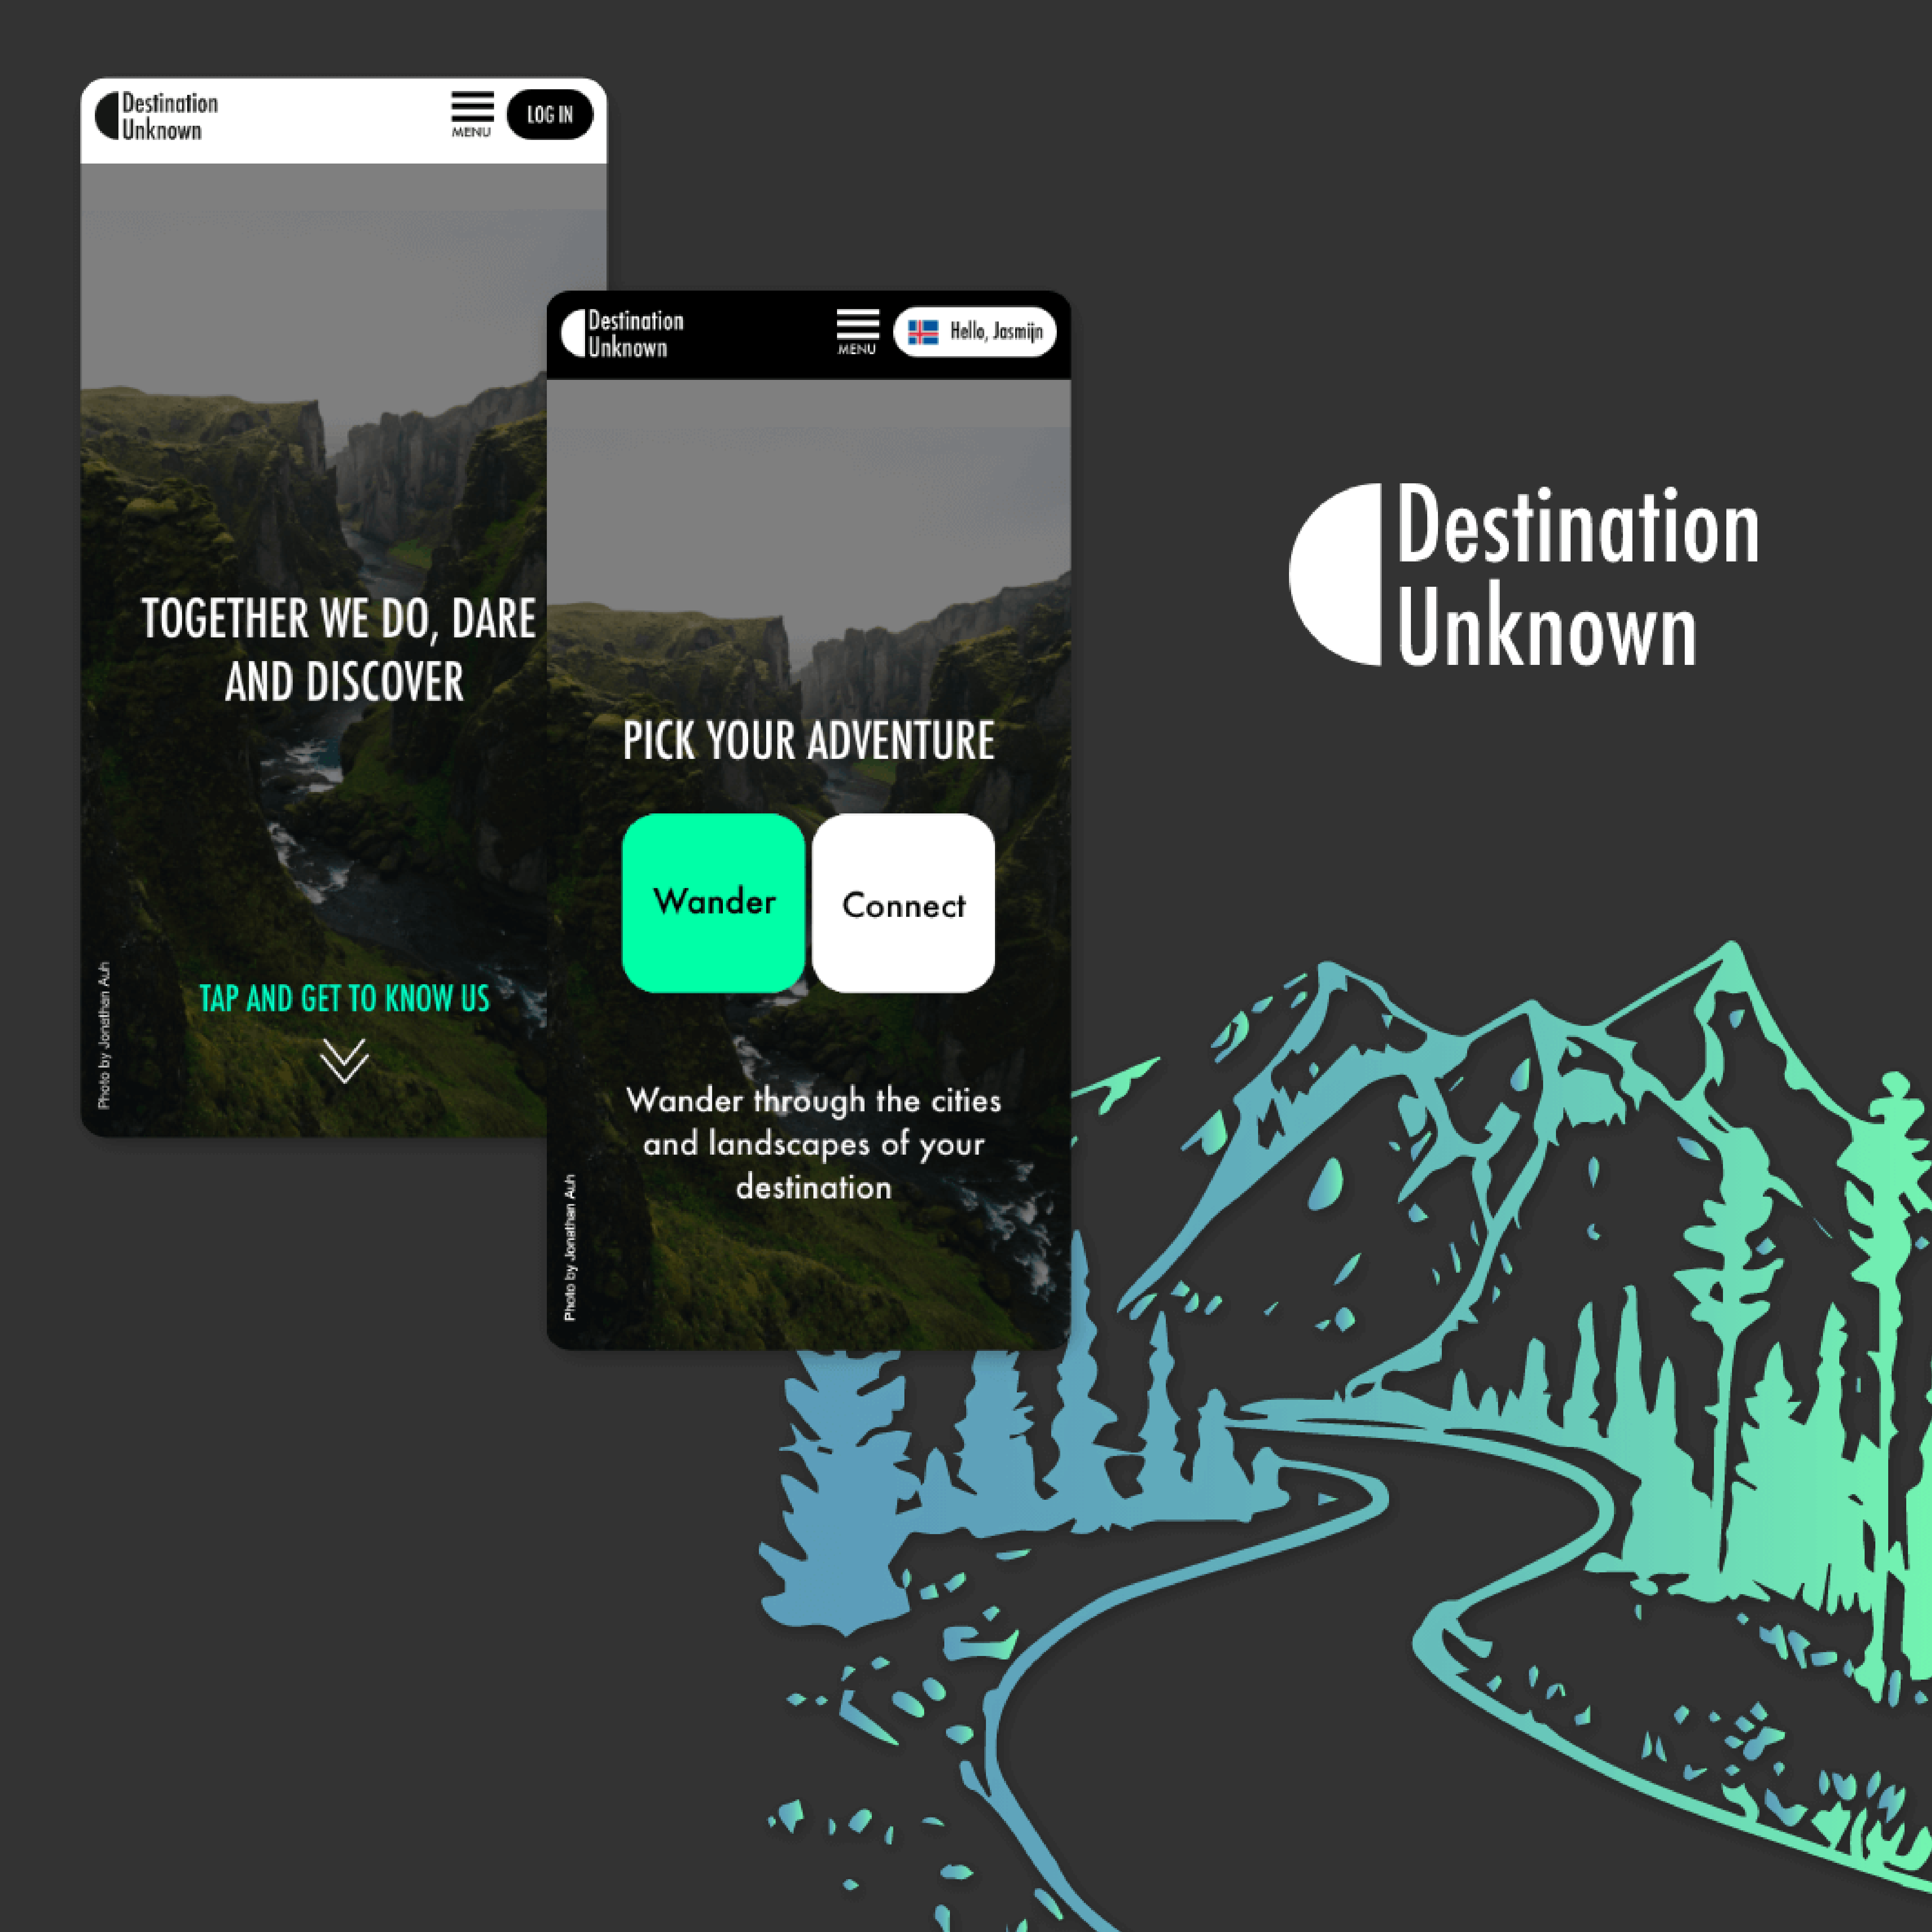 Destination
Unknown
MENU
LOG IN
TOGETHER WE DO, DARE
AND DISCOVER
TAP AND GET TO KNOW US
Photo by Jonathan Auh
Destination
Unknown
MENU
Hello, Jasmijn
PICK YOUR ADVENTURE
Wander
Connect
Wander through the cities
and landscapes of your
destination
Photo by Jonathan Auh
Destination
Unknown